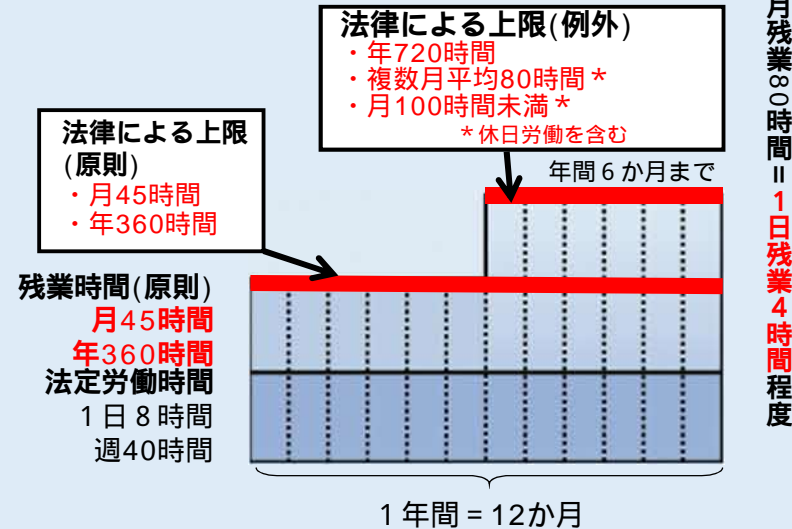 法律による上限(例外)
・年720時間
・複数月平均80時間*
・月100時間未満*
*休日労働を含む
法律による上限
(原則)
・月45時間
・年360時間
年間6か月まで
残業時間(原則)
月45時間
年360時間
法定労働時間
1日8時間
週40時間
1年間=12か月
月残業80時間=1日残業4時間程度